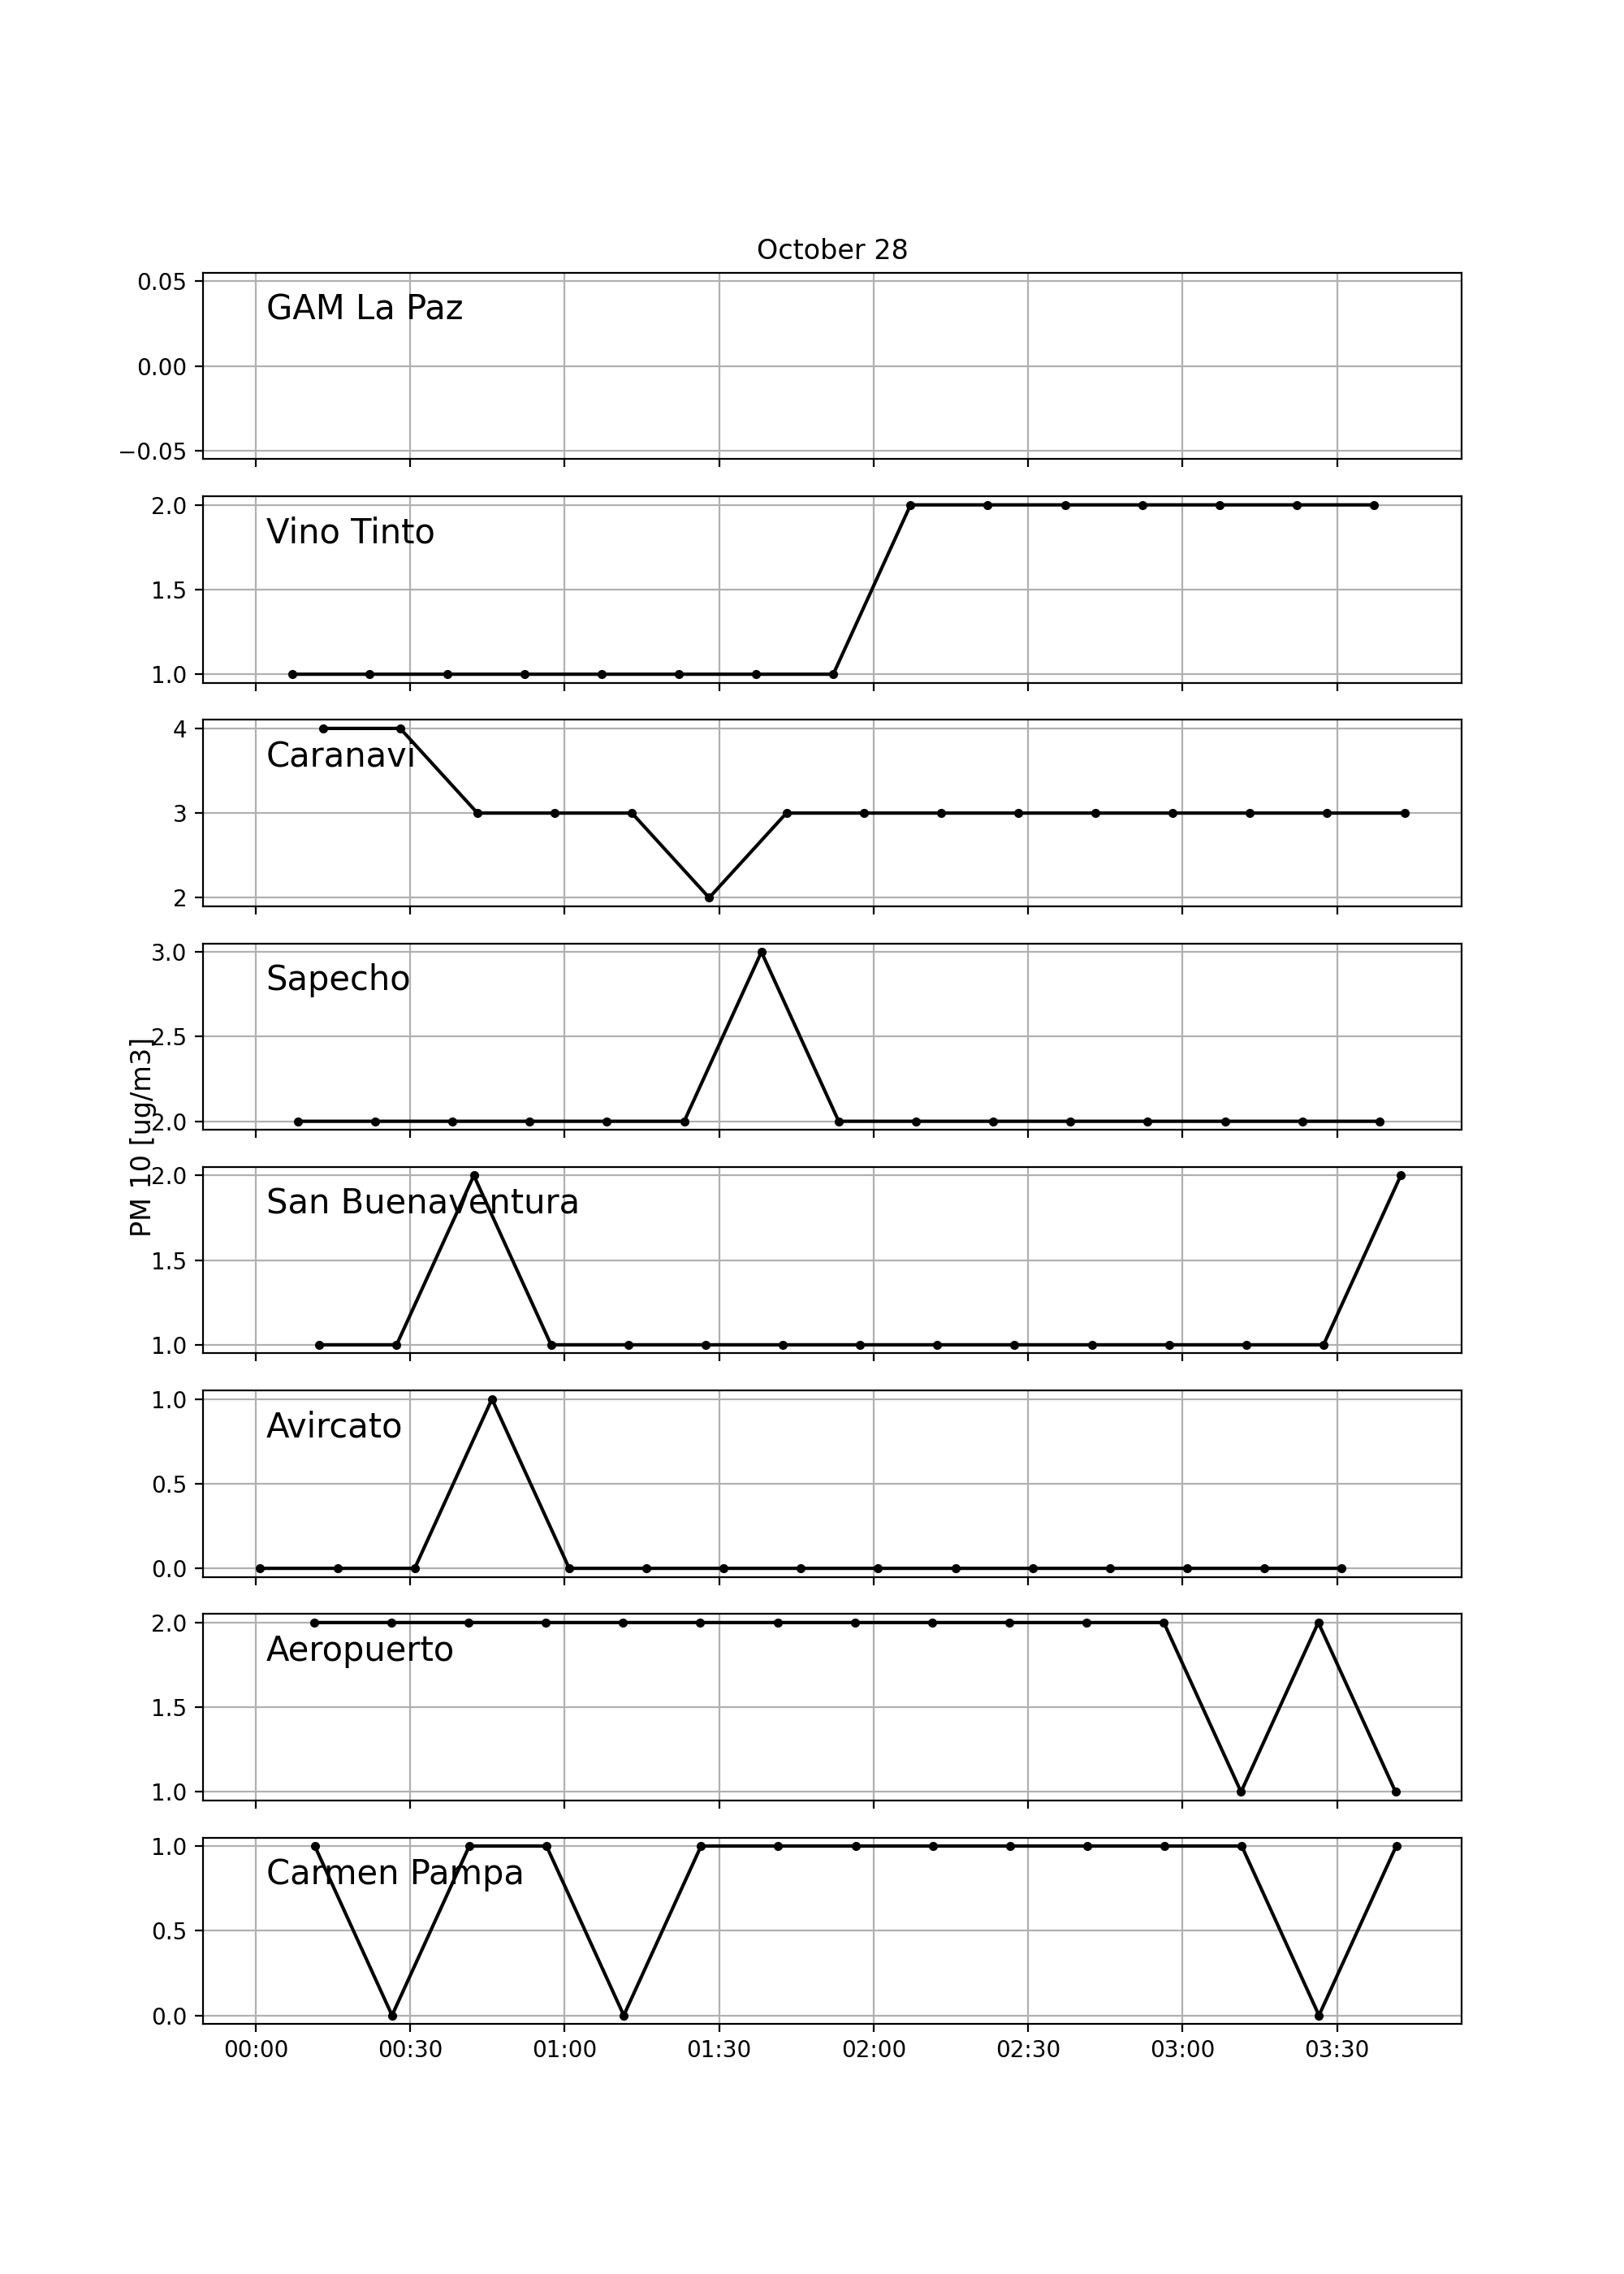 October 28
0.05
GAM La Paz
0.00
−0.05
2.0
Vino Tinto
1.5
1.0
4
Caranavi
3
2
3.0
Sapecho
2.5
2.0
PM 10 [ug/m3]
2.0
San Buenaventura
1.5
1.0
1.0
Avircato
0.5
0.0
2.0
Aeropuerto
1.5
1.0
1.0
Carmen Pampa
0.5
0.0
00:00 00:30 01:00 01:30 02:00 02:30 03:00 03:30